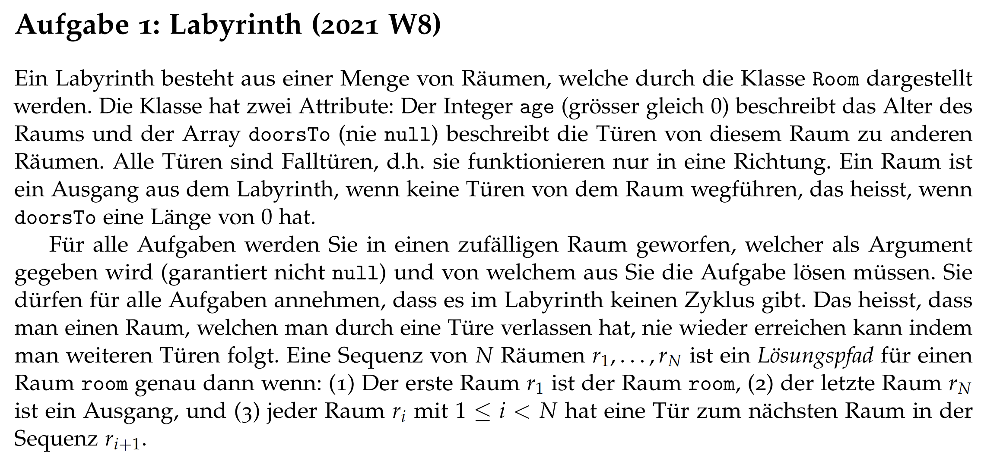 Aufgabe 1: Labyrinth (2021 W8)
Ein Labyrinth besteht aus einer Menge von Räumen, welche durch die Klasse Room dargestellt
werden. Die Klasse hat zwei Attribute: Der Integer age (grösser gleich 0) beschreibt das Alter des
Raums und der Array doorsTo (nie null) beschreibt die Türen von diesem Raum zu anderen
Räumen. Alle Türen sind Falltüren, d.h. sie funktionieren nur in eine Richtung. Ein Raum ist
ein Ausgang aus dem Labyrinth, wenn keine Türen von dem Raum wegführen, das heisst, wenn
doorsTo eine Länge von 0 hat.
Für alle Aufgaben werden Sie in einen zufälligen Raum geworfen, welcher als Argument
gegeben wird (garantiert nicht null) und von welchem aus Sie die Aufgabe lösen müssen. Sie
dürfen für alle Aufgaben annehmen, dass es im Labyrinth keinen Zyklus gibt. Das heisst, dass
man einen Raum, welchen man durch eine Türe verlassen hat, nie wieder erreichen kann indem
man weiteren Türen folgt. Eine Sequenz von N Räumen r₁, . . . , r_N ist ein Lösungspfad für einen
Raum room genau dann wenn: (1) Der erste Raum r₁ ist der Raum room, (2) der letzte Raum r_N
ist ein Ausgang, und (3) jeder Raum r_i mit 1 ≤ i < N hat eine Tür zum nächsten Raum in der
Sequenz r_{i+1}.